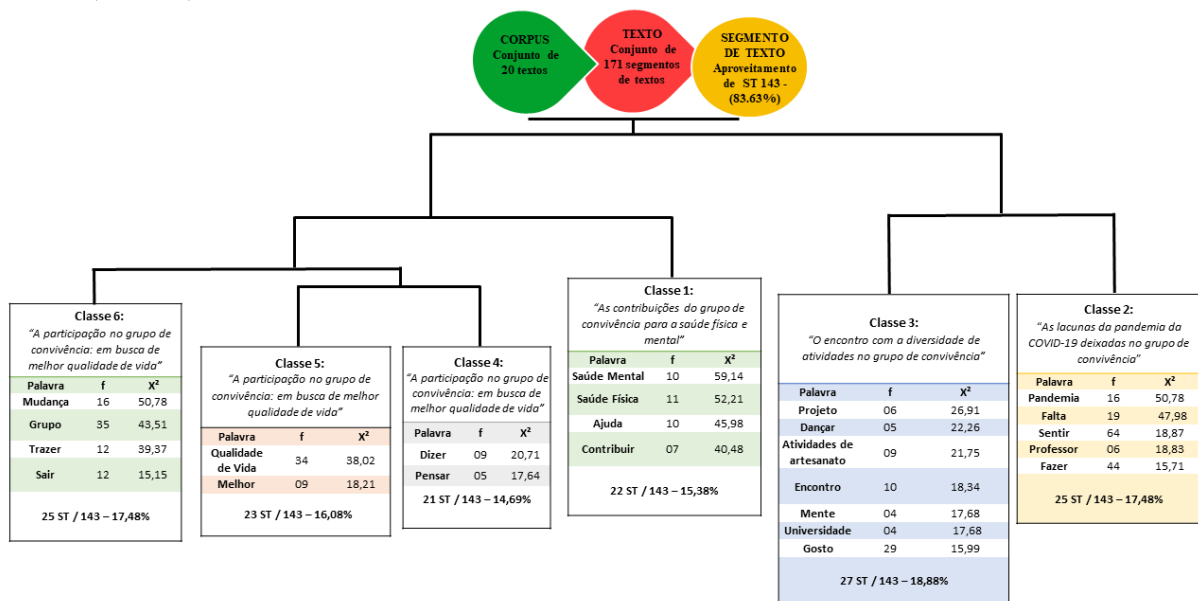 CORPUS
Conjunto de
20 textos
TEXTO
Conjunto de
171 segmentos
de textos
SEGMENTO
DE TEXTO
Aproveitamento
de ST 143 -
(83.63%)
Classe 6:
“A participação no grupo de
convivência: em busca de
melhor qualidade de vida”
Palavra f X²
Mudança 16 50,78
Grupo 35 43,51
Trazer 12 39,37
Sair 12 15,15
25 ST / 143 – 17,48%
Classe 5:
“A participação no grupo de
convivência: em busca de melhor
qualidade de vida”
Palavra f X²
Qualidade
de Vida 34 38,02
Melhor 09 18,21
23 ST / 143 – 16,08%
Classe 4:
“A participação no grupo de
convivência: em busca de
melhor qualidade de vida”
Palavra f X²
Dizer 09 20,71
Pensar 05 17,64
21 ST / 143 – 14,69%
Classe 1:
“As contribuições do grupo de
convivência para a saúde física e
mental”
Palavra f X²
Saúde Mental 10 59,14
Saúde Física 11 52,21
Ajuda 10 45,98
Contribuir 07 40,48
22 ST / 143 – 15,38%
Classe 3:
“O encontro com a diversidade de
atividades no grupo de convivência”
Palavra f X²
Projeto 06 26,91
Dançar 05 22,26
Atividades de
artesanato 09 21,75
Encontro 10 18,34
Mente 04 17,68
Universidade 04 17,68
Gosto 29 15,99
27 ST / 143 – 18,88%
Classe 2:
“As lacunas da pandemia da
COVID-19 deixadas no grupo de
convivência”
Palavra f X²
Pandemia 16 50,78
Falta 19 47,98
Sentir 64 18,87
Professor 06 18,83
Fazer 44 15,71
25 ST / 143 – 17,48%